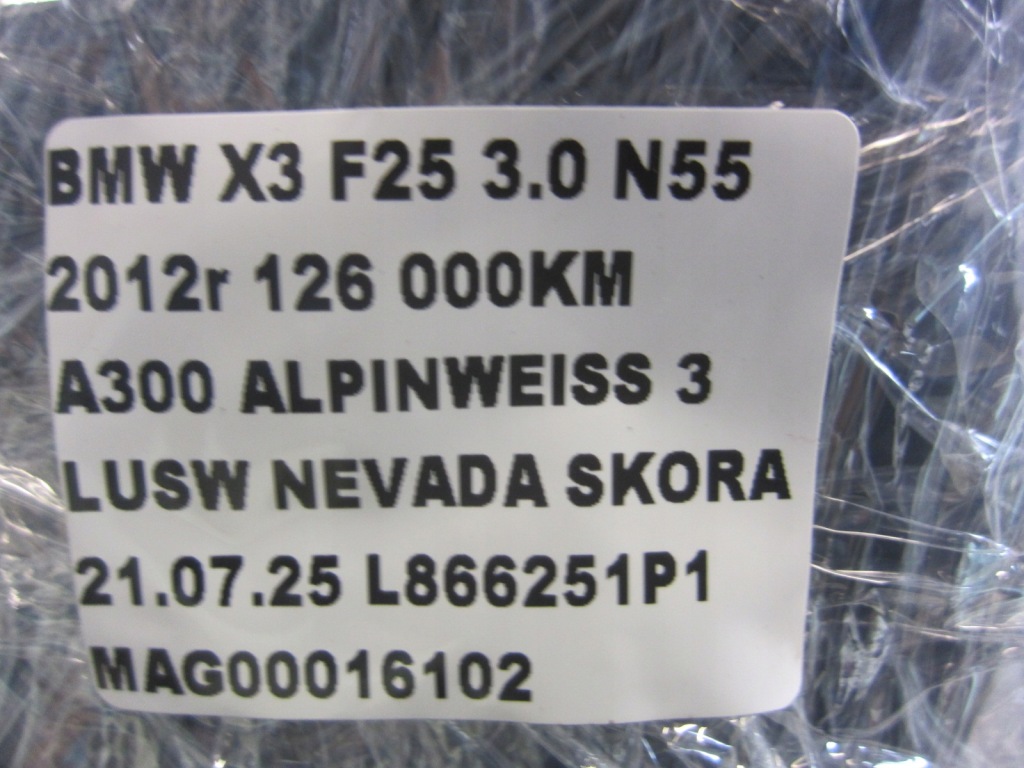 BMW X3 F25 3.0 N55
2012r 126 000KM
A300 ALPINWEISS 3
LUSW NEVADA SKORA
21.07.25 L866251P1
MAG00016102